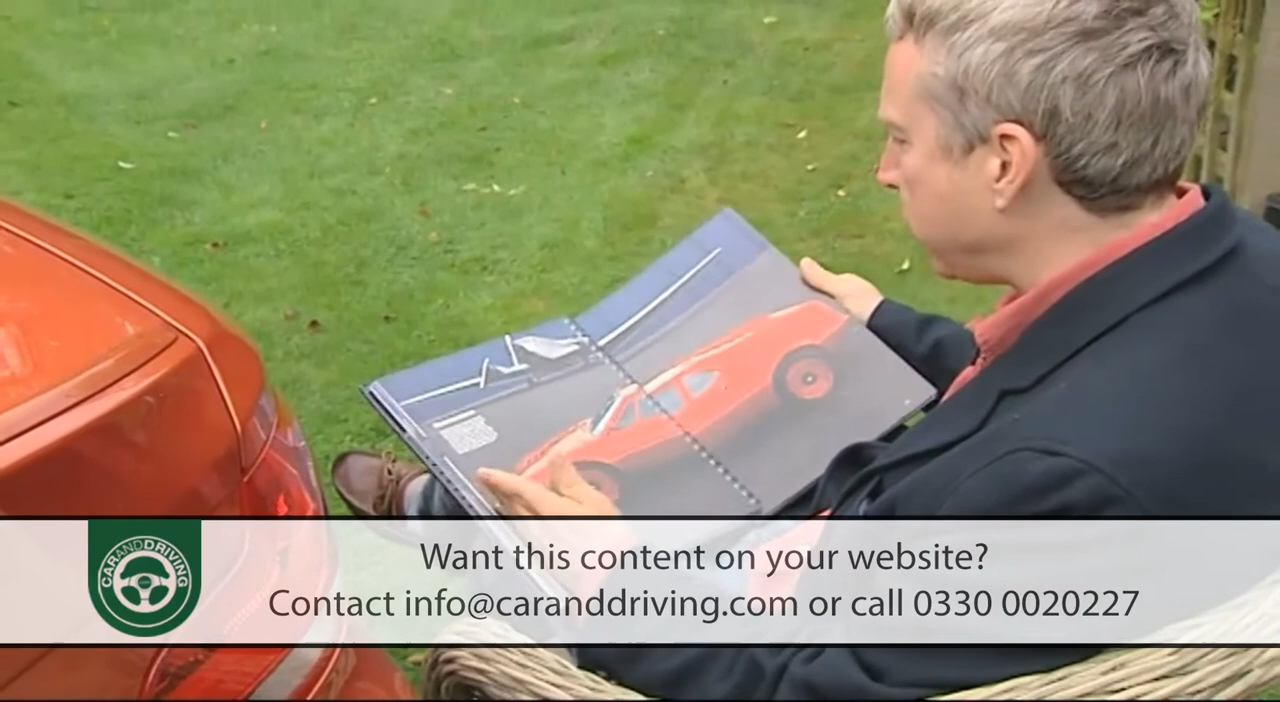 CARANDDRIVING
Want this content on your website?
Contact info@caranddriving.com or call 0330 0020227